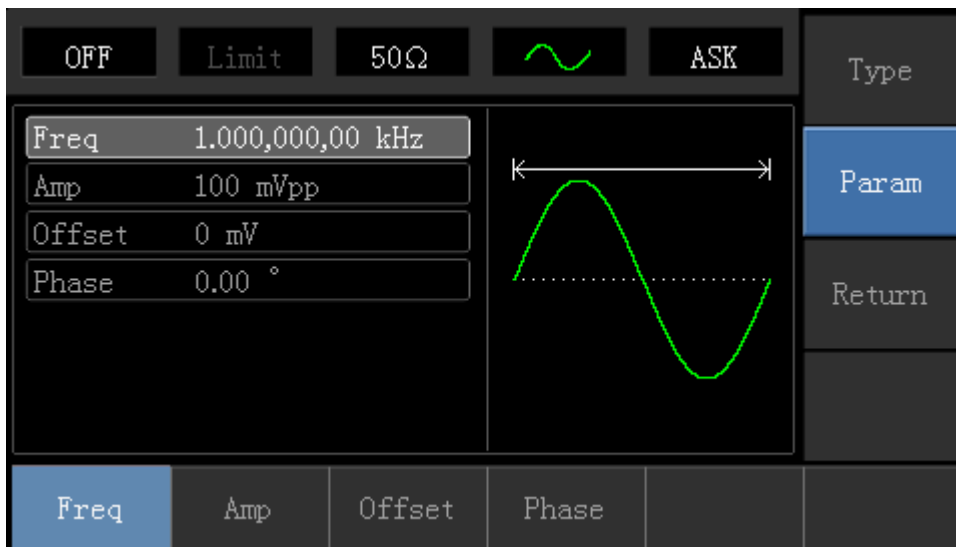 OFF Limit 50Ω ASK Type
Freq 1.000,000,00 kHz
Amp 100 mVpp
Offset 0 mV
Phase 0.00 °
Param
Return
Freq Amp Offset Phase